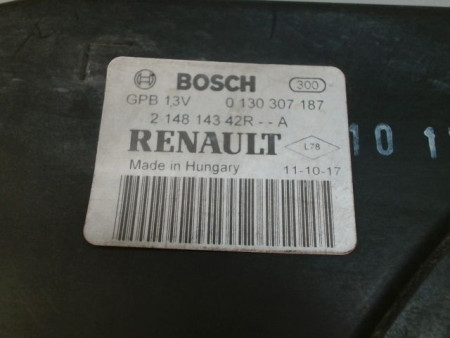 BOSCH 300
GPB 13V 0 130 307 187
2 148 143 42R - - A
RENAULT L78
Made in Hungary 11-10-17
10 1